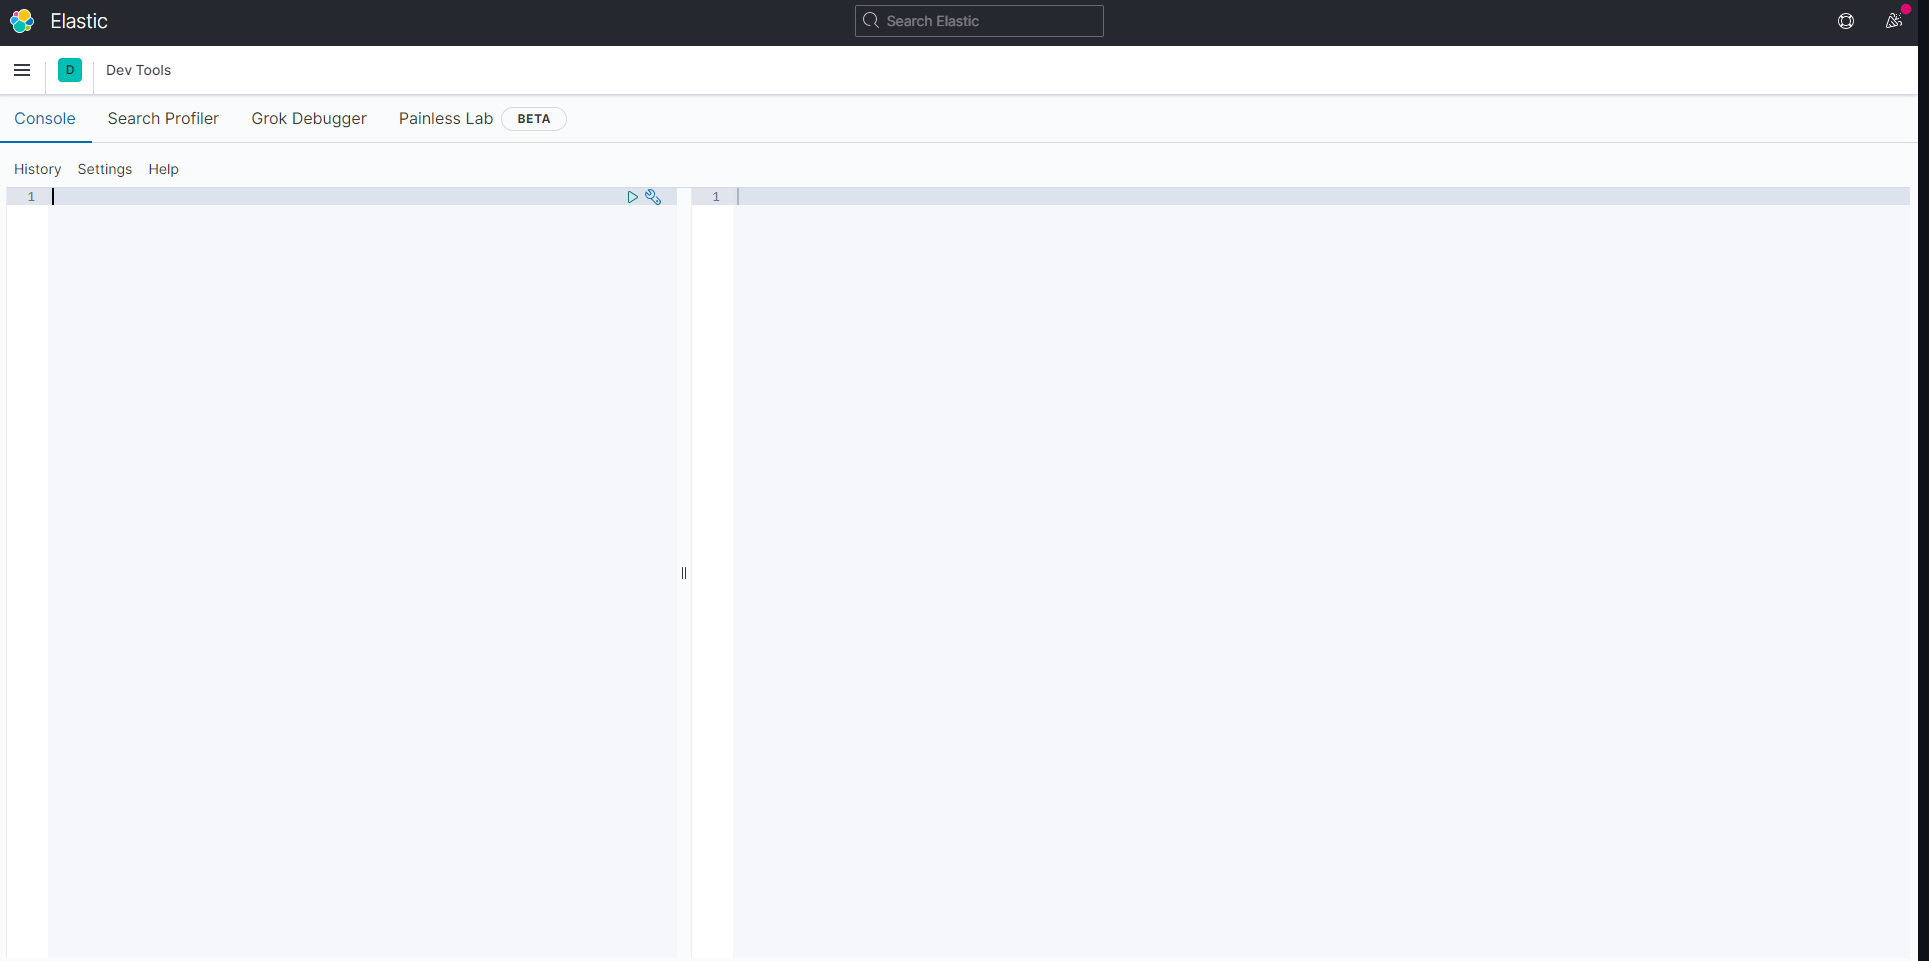 Elastic
Search Elastic
D Dev Tools
Console Search Profiler Grok Debugger Painless Lab BETA
History Settings Help
1 1